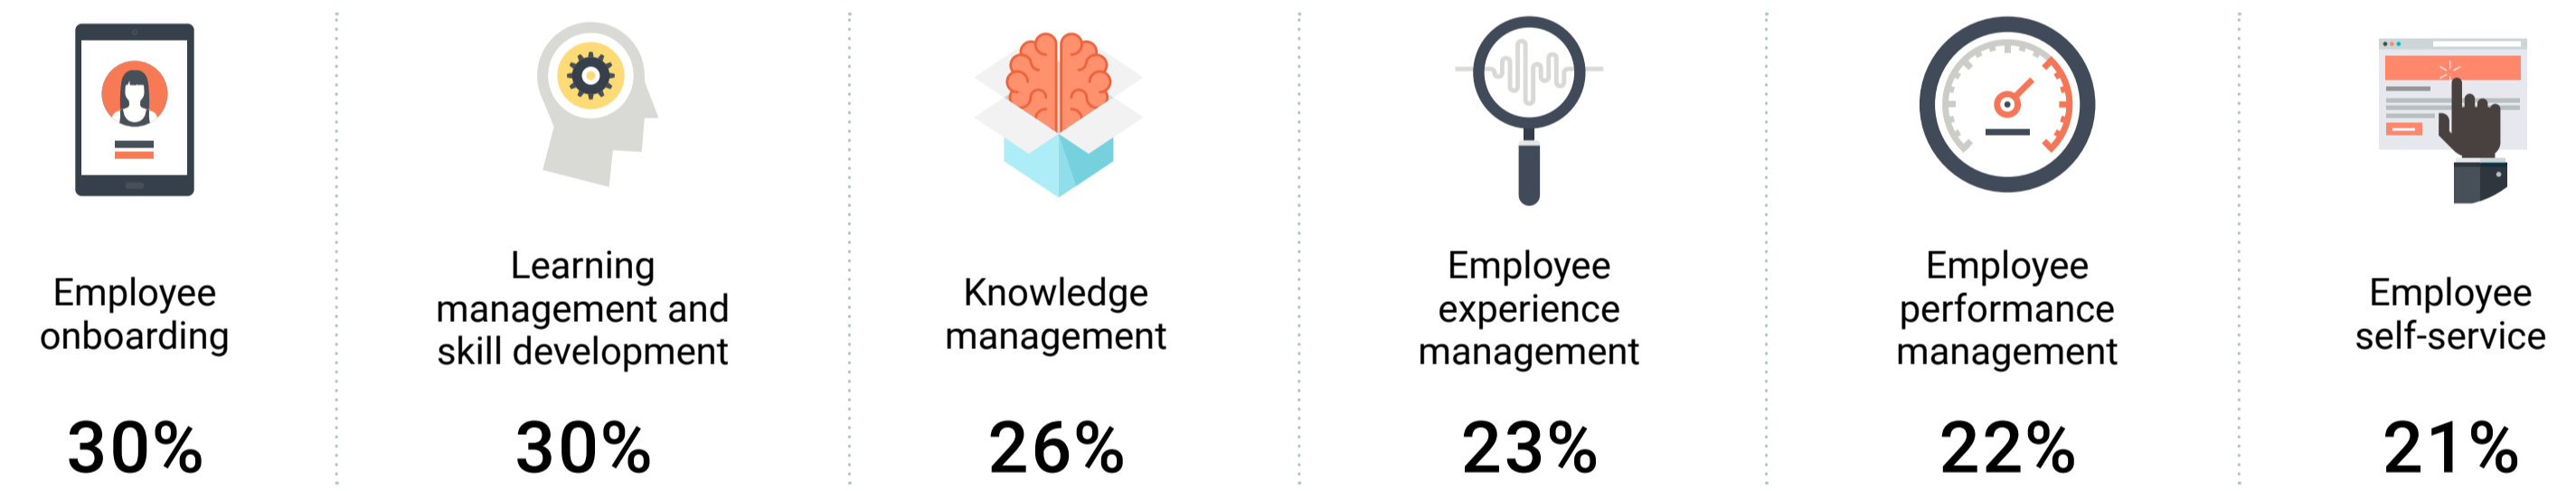 Employee
onboarding
30%
Learning
management and
skill development
30%
Knowledge
management
26%
Employee
experience
management
23%
Employee
performance
management
22%
Employee
self-service
21%